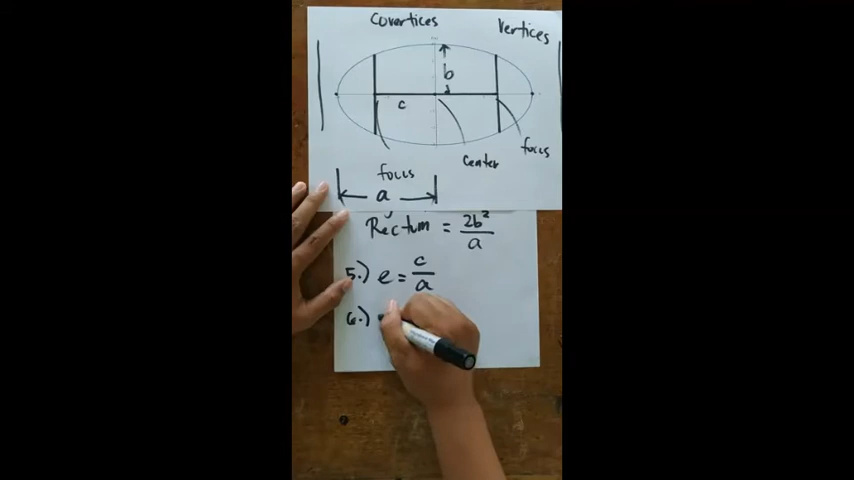 Covertices
Vertices
b
c
focus
center
focus
a
Rectum = 2b²/a
5.) e = c/a
6.)